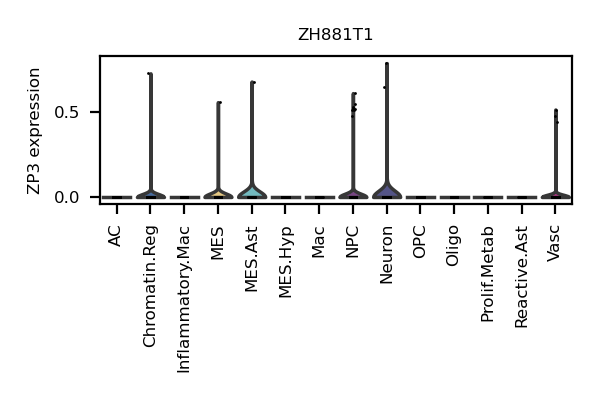 ZH881T1
ZP3 expression
0.5
0.0
AC
Chromatin.Reg
Inflammatory.Mac
MES
MES.Ast
MES.Hyp
Mac
NPC
Neuron
OPC
Oligo
Prolif.Metab
Reactive.Ast
Vasc